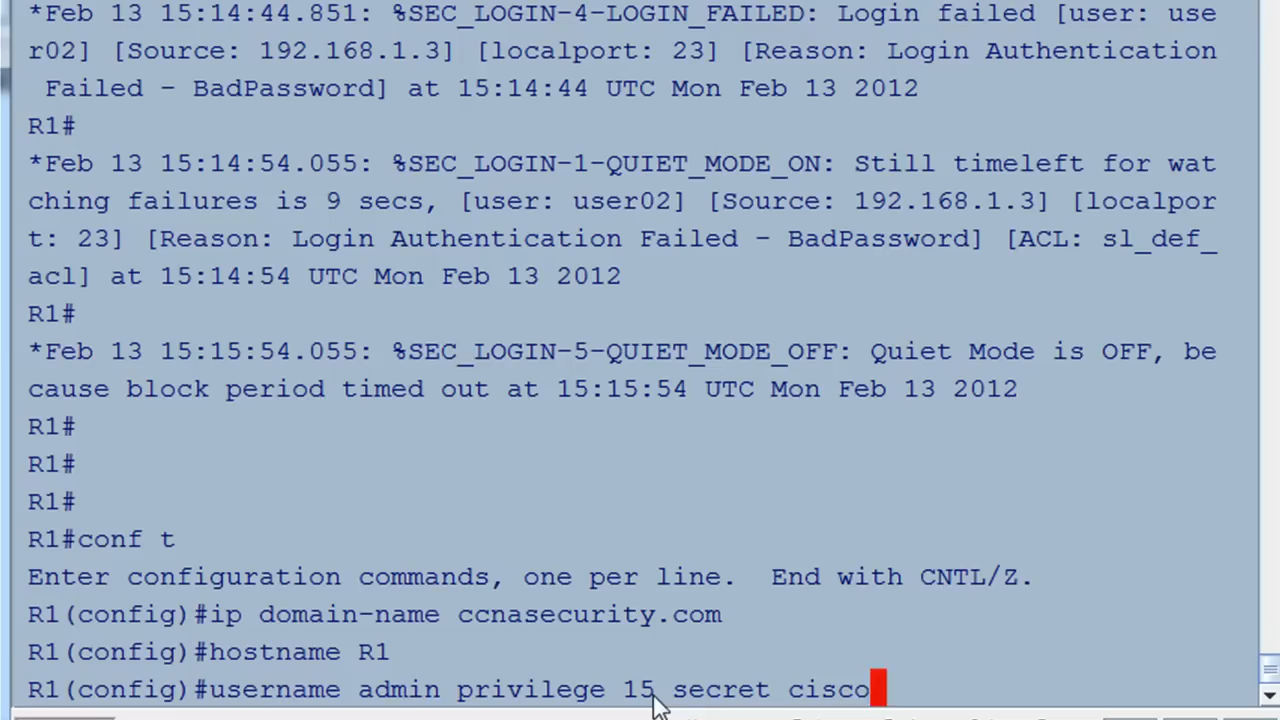 *Feb 13 15:14:44.851: %SEC_LOGIN-4-LOGIN_FAILED: Login failed [user: use
r02] [Source: 192.168.1.3] [localport: 23] [Reason: Login Authentication
 Failed - BadPassword] at 15:14:44 UTC Mon Feb 13 2012
R1#
*Feb 13 15:14:54.055: %SEC_LOGIN-1-QUIET_MODE_ON: Still timeleft for wat
ching failures is 9 secs, [user: user02] [Source: 192.168.1.3] [localpor
t: 23] [Reason: Login Authentication Failed - BadPassword] [ACL: sl_def_
acl] at 15:14:54 UTC Mon Feb 13 2012
R1#
*Feb 13 15:15:54.055: %SEC_LOGIN-5-QUIET_MODE_OFF: Quiet Mode is OFF, be
cause block period timed out at 15:15:54 UTC Mon Feb 13 2012
R1#
R1#
R1#
R1#conf t
Enter configuration commands, one per line.  End with CNTL/Z.
R1(config)#ip domain-name ccnasecurity.com
R1(config)#hostname R1
R1(config)#username admin privilege 15 secret cisco